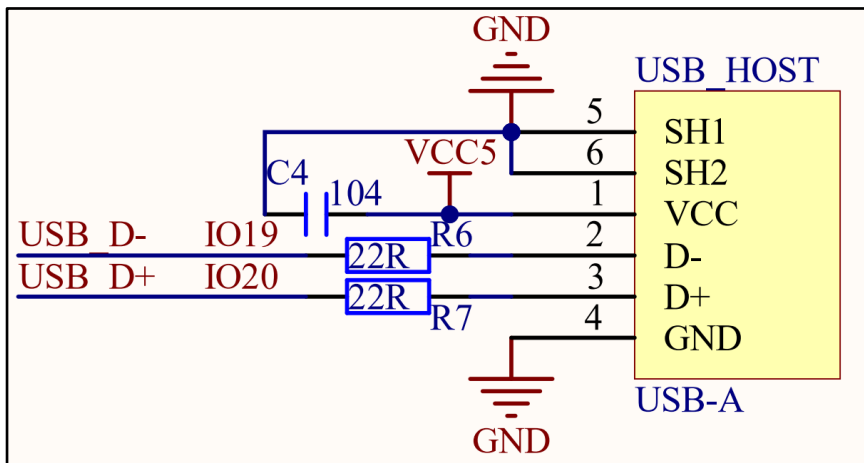 GND
USB_HOST
5
SH1
C4
104
VCC5
6
SH2
1
VCC
USB_D-
IO19
22R
R6
2
D-
USB_D+
IO20
22R
R7
3
D+
4
GND
GND
USB-A